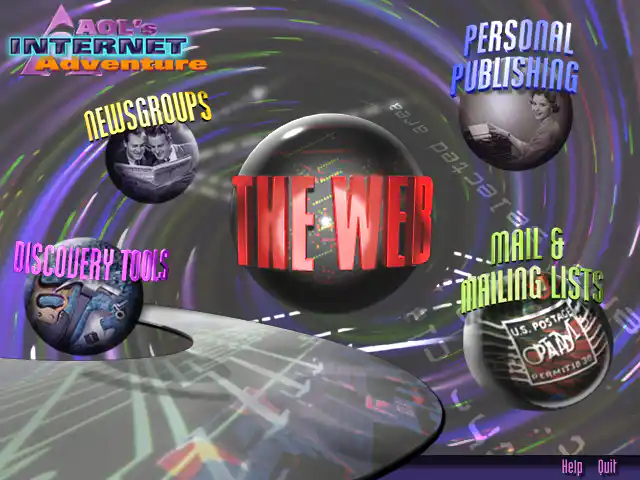 AOL's
INTERNET
Adventure
PERSONAL
PUBLISHING
NEWSGROUPS
THE WEB
DISCOVERY TOOLS
MAIL &
MAILING LISTS
U.S. POSTAGE
PAID
PERMIT
Help Quit